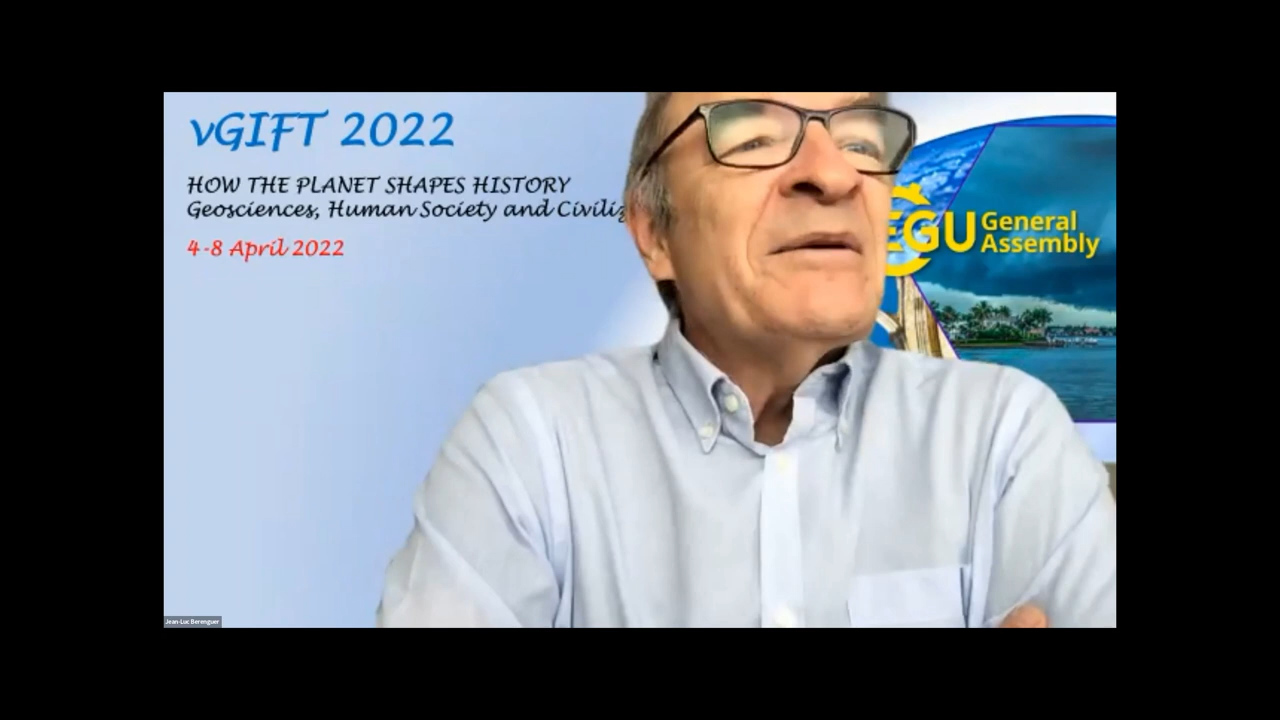 vGIFT 2022
HOW THE PLANET SHAPES HISTORY
Geosciences, Human Society and Civiliz
4-8 April 2022
EGU General
Assembly
Jean-Luc Berenguer